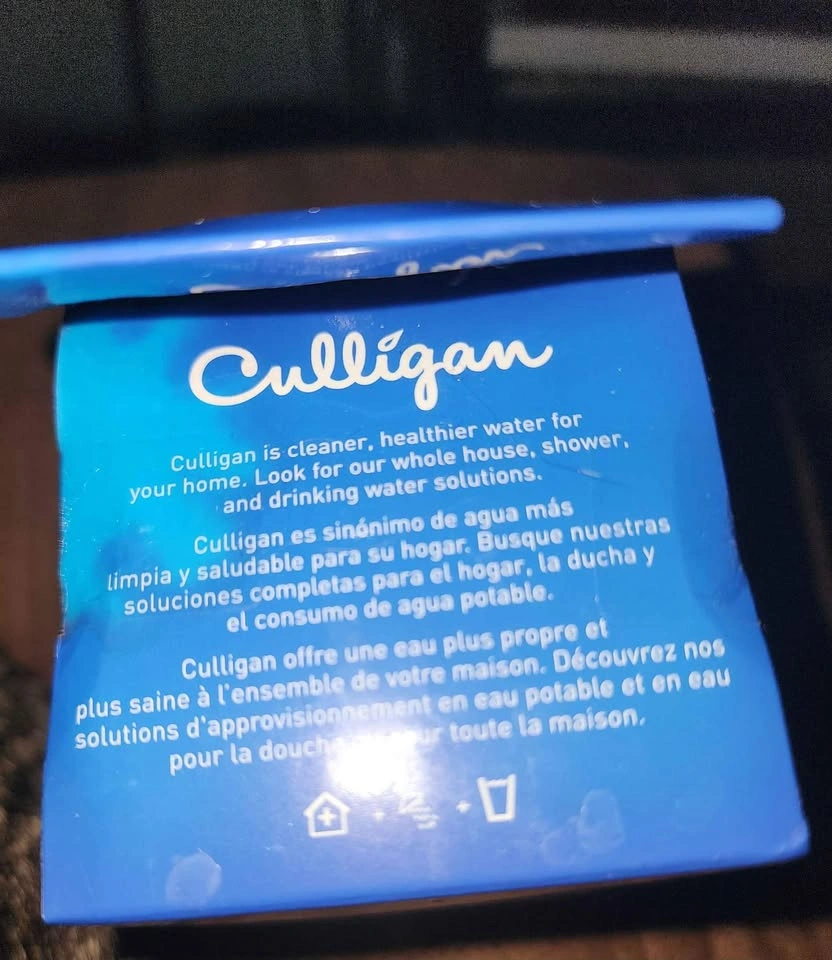 Culligan
Culligan is cleaner, healthier water for
your home. Look for our whole house, shower,
and drinking water solutions.
Culligan es sinónimo de agua más
limpia y saludable para su hogar. Busque nuestras
soluciones completas para el hogar, la ducha y
el consumo de agua potable.
Culligan offre une eau plus propre et
plus saine à l'ensemble de votre maison. Découvrez nos
solutions d'approvisionnement en eau potable et en eau
pour la toute la maison.